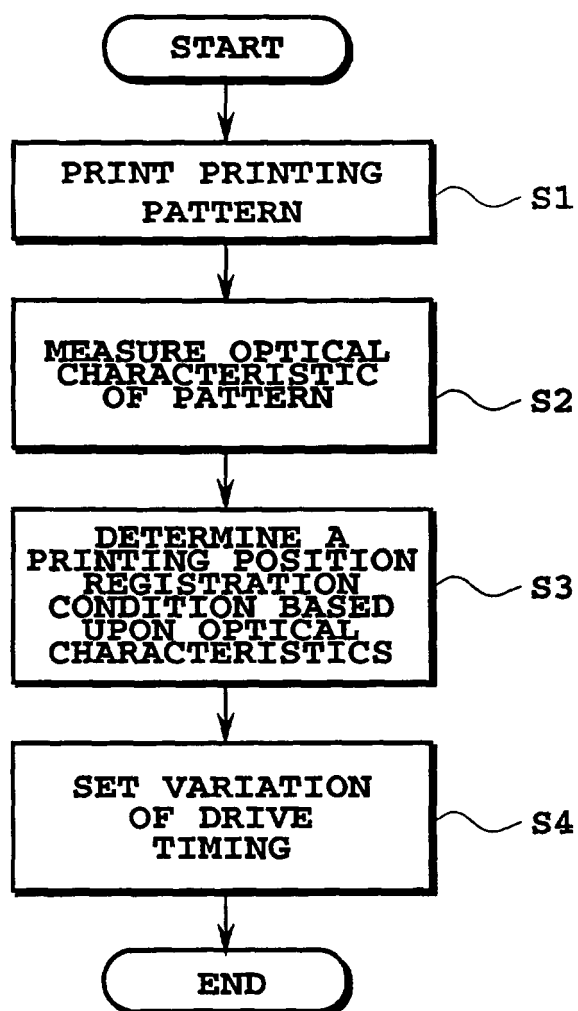 START
PRINT PRINTING
PATTERN
S1
MEASURE OPTICAL
CHARACTERISTIC
OF PATTERN
S2
DETERMINE A
PRINTING POSITION
REGISTRATION
CONDITION BASED
UPON OPTICAL
CHARACTERISTICS
S3
SET VARIATION
OF DRIVE
TIMING
S4
END